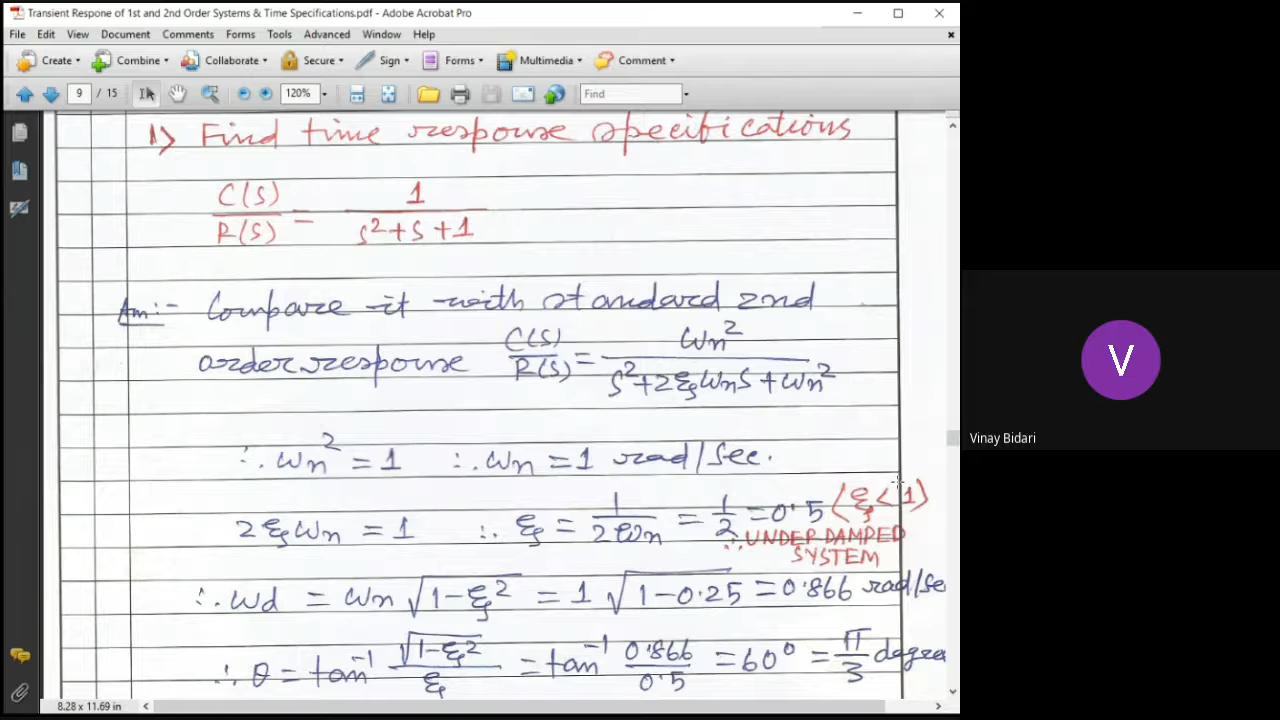 Transient Respone of 1st and 2nd Order Systems & Time Specifications.pdf - Adobe Acrobat Pro
File Edit View Document Comments Forms Tools Advanced Window Help
Create Combine Collaborate Secure Sign Forms Multimedia Comment
9 / 15 120% Find
1) Find time response specifications
C(S)/R(S) = 1/(s²+s+1)
Ans:- Compare it with standard 2nd
order response C(S)/R(S) = ωn²/(s²+2ξωns+ωn²)
∴ ωn² = 1 ∴ ωn = 1 rad/sec.
2ξωn = 1 ∴ ξ = 1/(2ωn) = 1/2 = 0.5 (ξ<1)
∴ UNDER DAMPED
SYSTEM
∴ ωd = ωn √(1-ξ²) = 1 √(1-0.25) = 0.866 rad/se
∴ θ = tan⁻¹ √(1-ξ²)/ξ = tan⁻¹ 0.866/0.5 = 60° = π/3 degre
8.28 x 11.69 in
V
Vinay Bidari